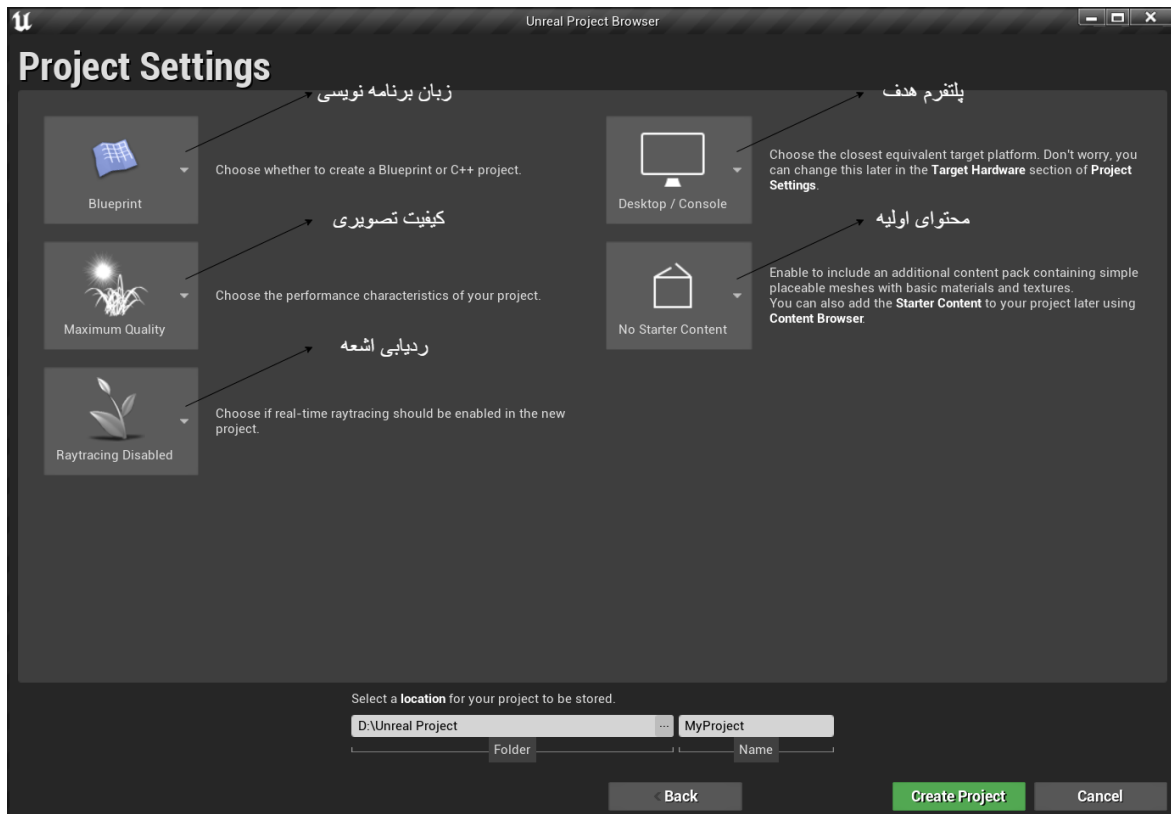 Unreal Project Browser
Project Settings
زبان برنامه نویسی
Blueprint
Choose whether to create a Blueprint or C++ project.
کیفیت تصویری
Maximum Quality
Choose the performance characteristics of your project.
ردیابی اشعه
Raytracing Disabled
Choose if real-time raytracing should be enabled in the new
project.
پلتفرم هدف
Desktop / Console
Choose the closest equivalent target platform. Don't worry, you
can change this later in the Target Hardware section of Project
Settings.
محتوای اولیه
No Starter Content
Enable to include an additional content pack containing simple
placeable meshes with basic materials and textures.
You can also add the Starter Content to your project later using
Content Browser.
Select a location for your project to be stored.
D:\Unreal Project
...
MyProject
Folder
Name
< Back
Create Project
Cancel